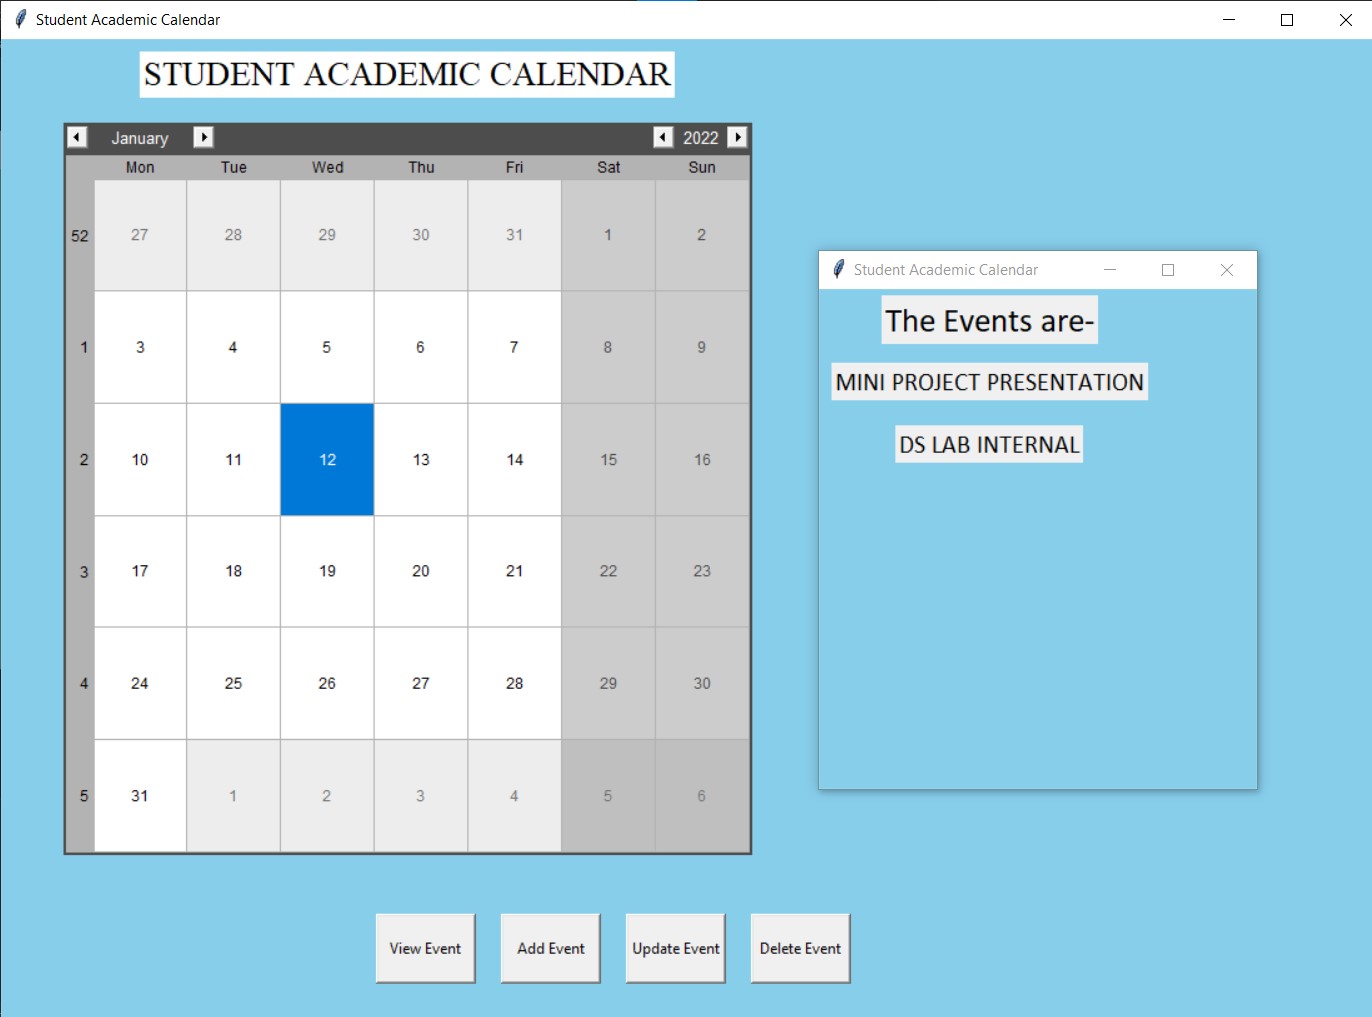 Student Academic Calendar
STUDENT ACADEMIC CALENDAR
January 2022
Mon Tue Wed Thu Fri Sat Sun
52 27 28 29 30 31 1 2
1 3 4 5 6 7 8 9
2 10 11 12 13 14 15 16
3 17 18 19 20 21 22 23
4 24 25 26 27 28 29 30
5 31 1 2 3 4 5 6
Student Academic Calendar
The Events are-
MINI PROJECT PRESENTATION
DS LAB INTERNAL
View Event Add Event Update Event Delete Event